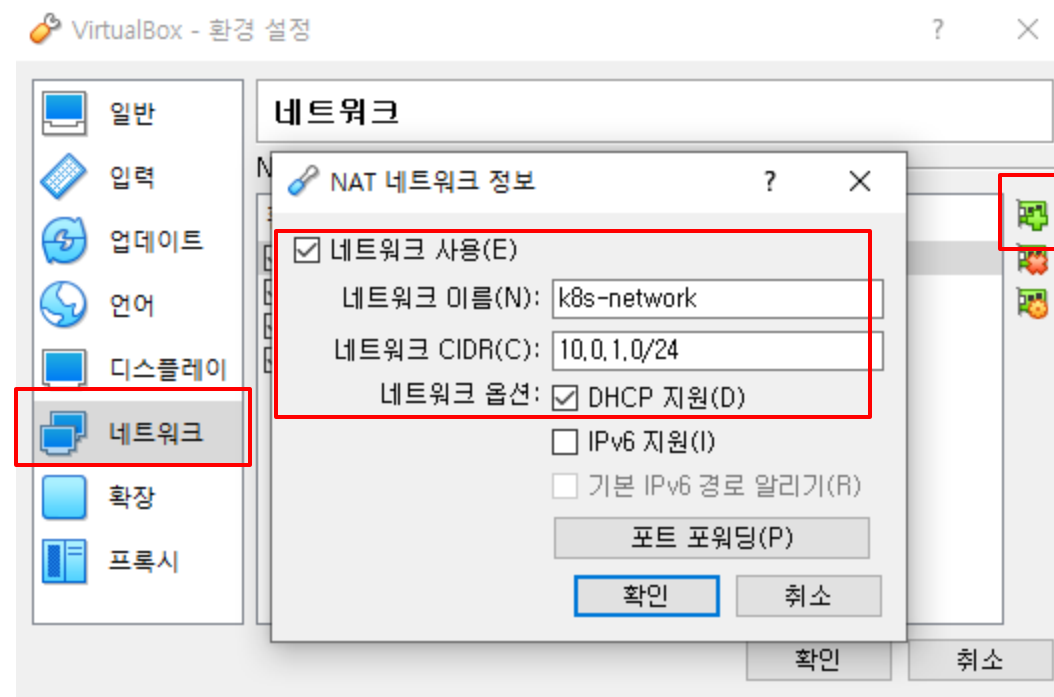 VirtualBox - 환경 설정
?
일반
입력
업데이트
언어
디스플레이
네트워크
확장
프록시
네트워크
N
NAT 네트워크 정보
?
네트워크 사용(E)
네트워크 이름(N): k8s-network
네트워크 CIDR(C): 10.0.1.0/24
네트워크 옵션: DHCP 지원(D)
IPv6 지원(I)
기본 IPv6 경로 알리기(R)
포트 포워딩(P)
확인 취소
확인 취소